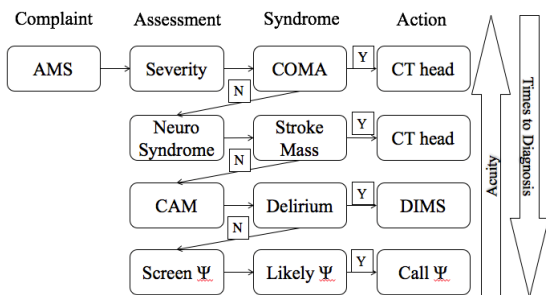 Complaint Assessment Syndrome Action
AMS Severity COMA Y CT head
N
Neuro
Syndrome
Stroke
Mass
Y
CT head
N
CAM Delirium Y DIMS
N
Screen Ψ Likely Ψ Y Call Ψ
Acuity
Times to Diagnosis